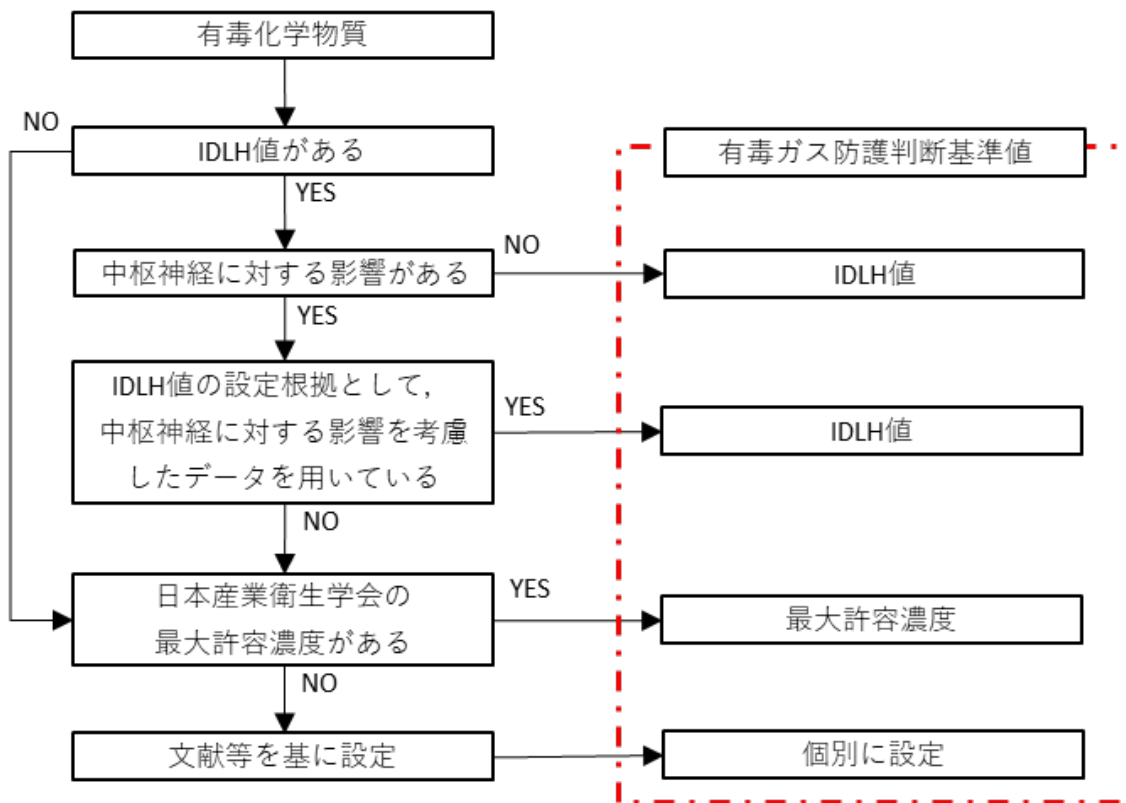 有毒化学物質
NO
IDLH値がある
有毒ガス防護判断基準値
YES
NO
中枢神経に対する影響がある
IDLH値
YES
IDLH値の設定根拠として,
中枢神経に対する影響を考慮
したデータを用いている
YES
IDLH値
NO
日本産業衛生学会の
最大許容濃度がある
YES
最大許容濃度
NO
文献等を基に設定
個別に設定